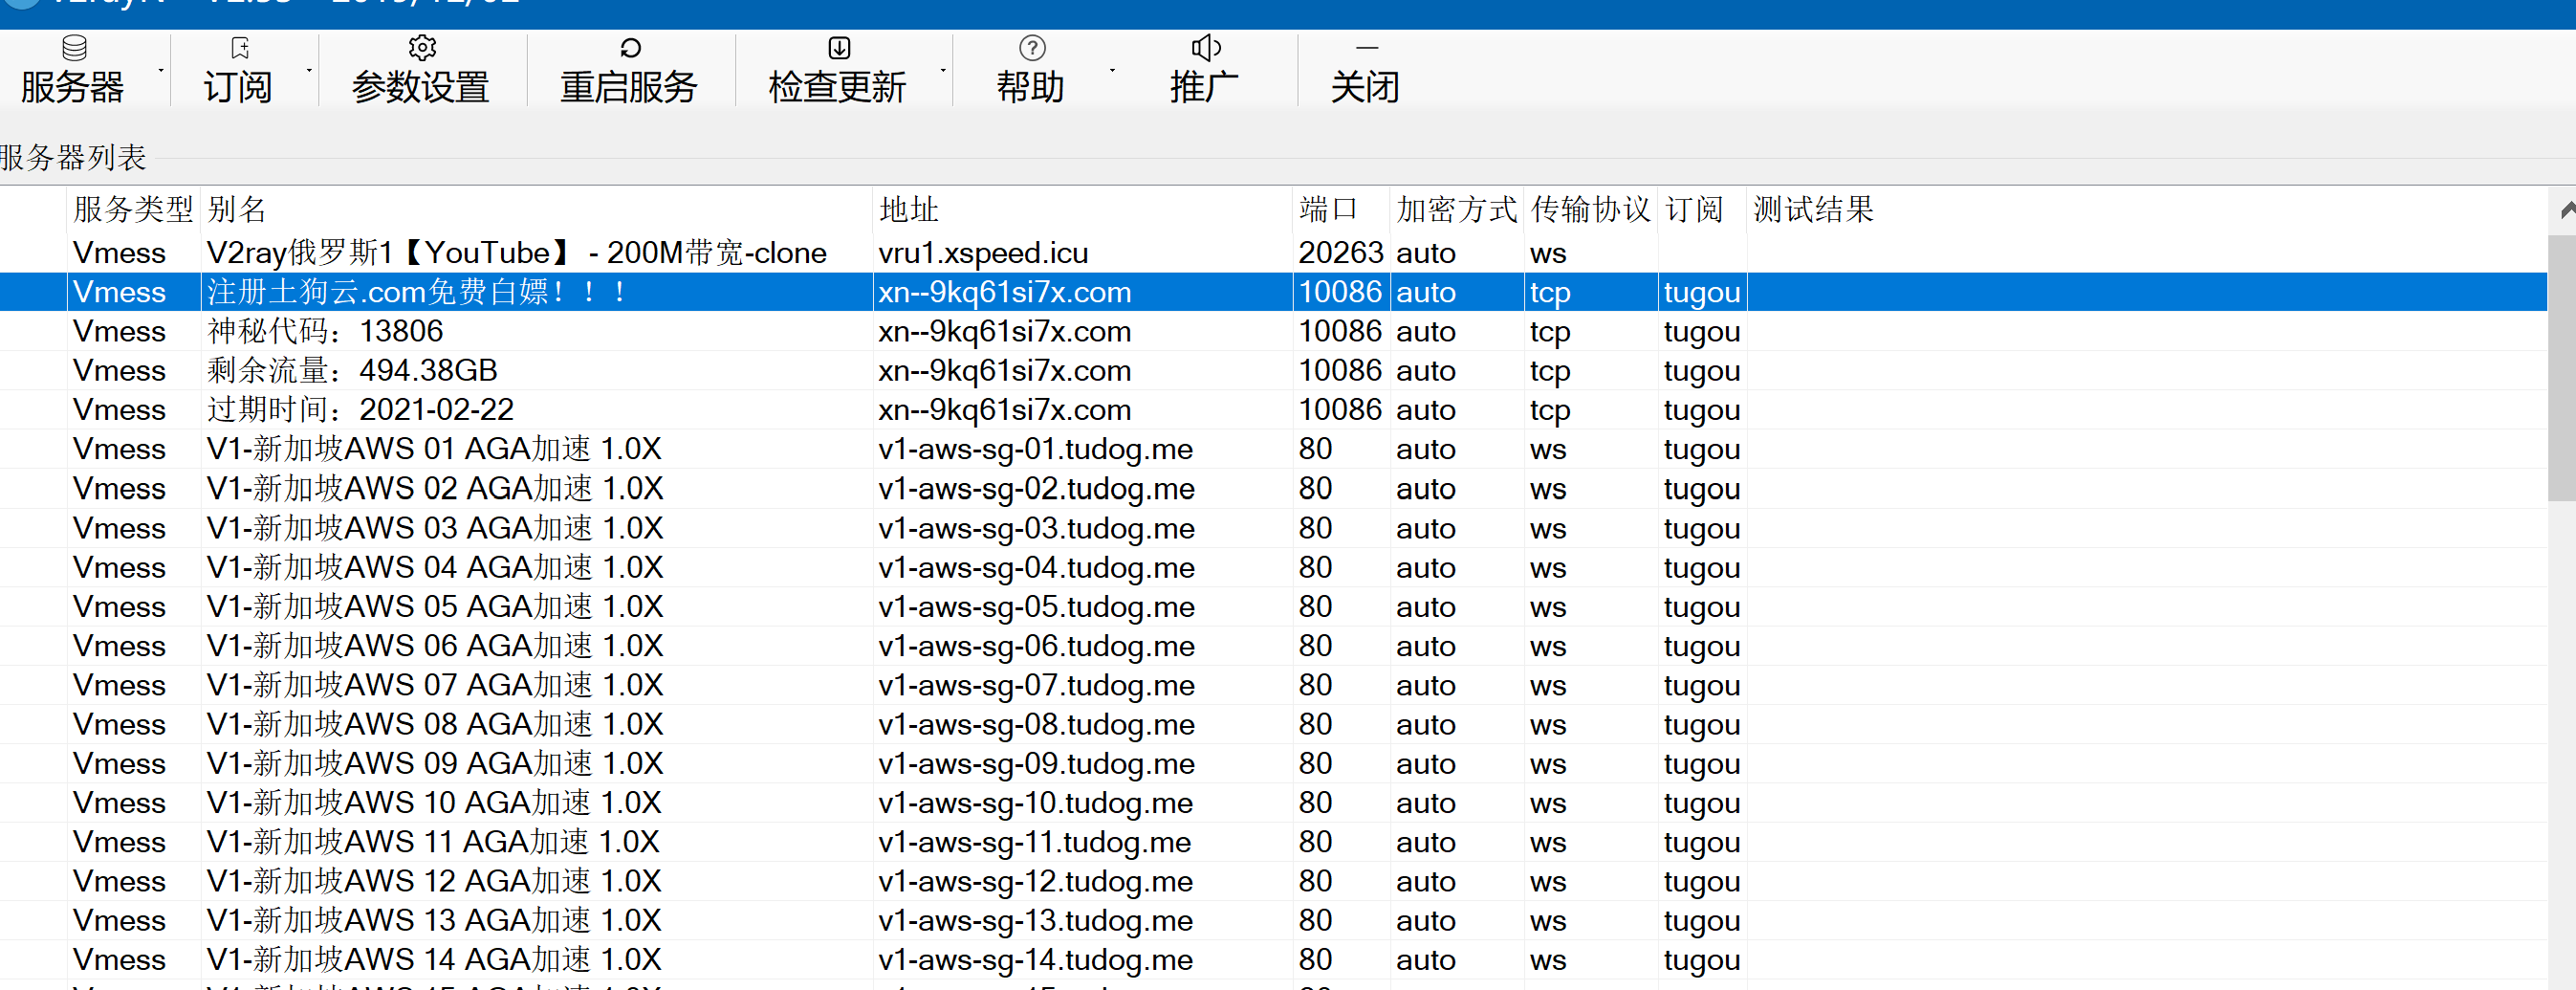 服务器 订阅 参数设置 重启服务 检查更新 帮助 推广 关闭
服务器列表
服务类型 别名 地址 端口 加密方式 传输协议 订阅 测试结果
Vmess V2ray俄罗斯1【YouTube】 - 200M带宽-clone vru1.xspeed.icu 20263 auto ws
Vmess 注册土狗云.com免费白嫖！！！ xn--9kq61si7x.com 10086 auto tcp tugou
Vmess 神秘代码：13806 xn--9kq61si7x.com 10086 auto tcp tugou
Vmess 剩余流量：494.38GB xn--9kq61si7x.com 10086 auto tcp tugou
Vmess 过期时间：2021-02-22 xn--9kq61si7x.com 10086 auto tcp tugou
Vmess V1-新加坡AWS 01 AGA加速 1.0X v1-aws-sg-01.tudog.me 80 auto ws tugou
Vmess V1-新加坡AWS 02 AGA加速 1.0X v1-aws-sg-02.tudog.me 80 auto ws tugou
Vmess V1-新加坡AWS 03 AGA加速 1.0X v1-aws-sg-03.tudog.me 80 auto ws tugou
Vmess V1-新加坡AWS 04 AGA加速 1.0X v1-aws-sg-04.tudog.me 80 auto ws tugou
Vmess V1-新加坡AWS 05 AGA加速 1.0X v1-aws-sg-05.tudog.me 80 auto ws tugou
Vmess V1-新加坡AWS 06 AGA加速 1.0X v1-aws-sg-06.tudog.me 80 auto ws tugou
Vmess V1-新加坡AWS 07 AGA加速 1.0X v1-aws-sg-07.tudog.me 80 auto ws tugou
Vmess V1-新加坡AWS 08 AGA加速 1.0X v1-aws-sg-08.tudog.me 80 auto ws tugou
Vmess V1-新加坡AWS 09 AGA加速 1.0X v1-aws-sg-09.tudog.me 80 auto ws tugou
Vmess V1-新加坡AWS 10 AGA加速 1.0X v1-aws-sg-10.tudog.me 80 auto ws tugou
Vmess V1-新加坡AWS 11 AGA加速 1.0X v1-aws-sg-11.tudog.me 80 auto ws tugou
Vmess V1-新加坡AWS 12 AGA加速 1.0X v1-aws-sg-12.tudog.me 80 auto ws tugou
Vmess V1-新加坡AWS 13 AGA加速 1.0X v1-aws-sg-13.tudog.me 80 auto ws tugou
Vmess V1-新加坡AWS 14 AGA加速 1.0X v1-aws-sg-14.tudog.me 80 auto ws tugou